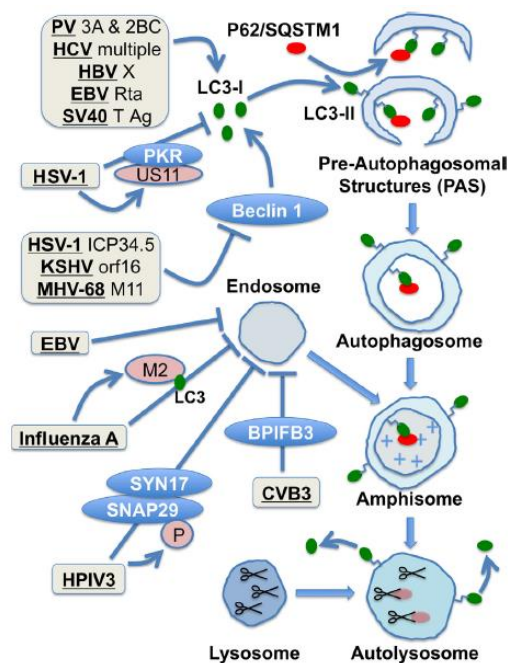 PV 3A & 2BC
HCV multiple
HBV X
EBV Rta
SV40 T Ag
P62/SQSTM1
LC3-I
LC3-II
Pre-Autophagosomal
Structures (PAS)
HSV-1
PKR
US11
Beclin 1
HSV-1 ICP34.5
KSHV orf16
MHV-68 M11
Endosome
Autophagosome
EBV
M2
LC3
Influenza A
BPIFB3
CVB3
+ + + + + +
Amphisome
SYN17
SNAP29
P
HPIV3
Lysosome
Autolysosome